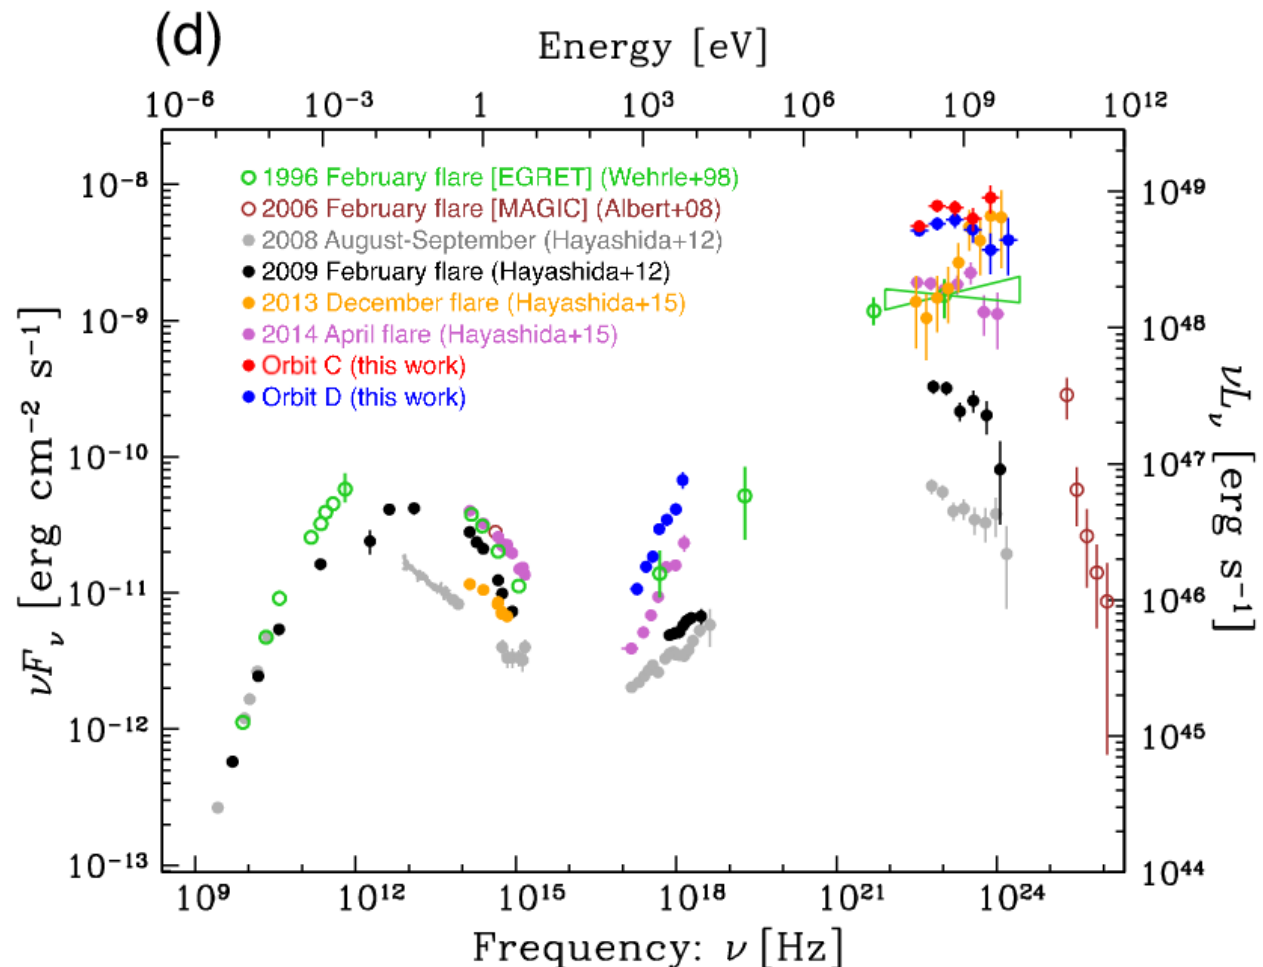 (d)
Energy [eV]
10⁻⁶ 10⁻³ 1 10³ 10⁶ 10⁹ 10¹²
1996 February flare [EGRET] (Wehrle+98)
2006 February flare [MAGIC] (Albert+08)
2008 August-September (Hayashida+12)
2009 February flare (Hayashida+12)
2013 December flare (Hayashida+15)
2014 April flare (Hayashida+15)
Orbit C (this work)
Orbit D (this work)
νFν [erg cm⁻² s⁻¹]
10⁻⁸
10⁻⁹
10⁻¹⁰
10⁻¹¹
10⁻¹²
10⁻¹³
10⁴⁹
10⁴⁸
10⁴⁷
10⁴⁶
10⁴⁵
10⁴⁴
νLν [erg s⁻¹]
10⁹ 10¹² 10¹⁵ 10¹⁸ 10²¹ 10²⁴
Frequency: ν [Hz]